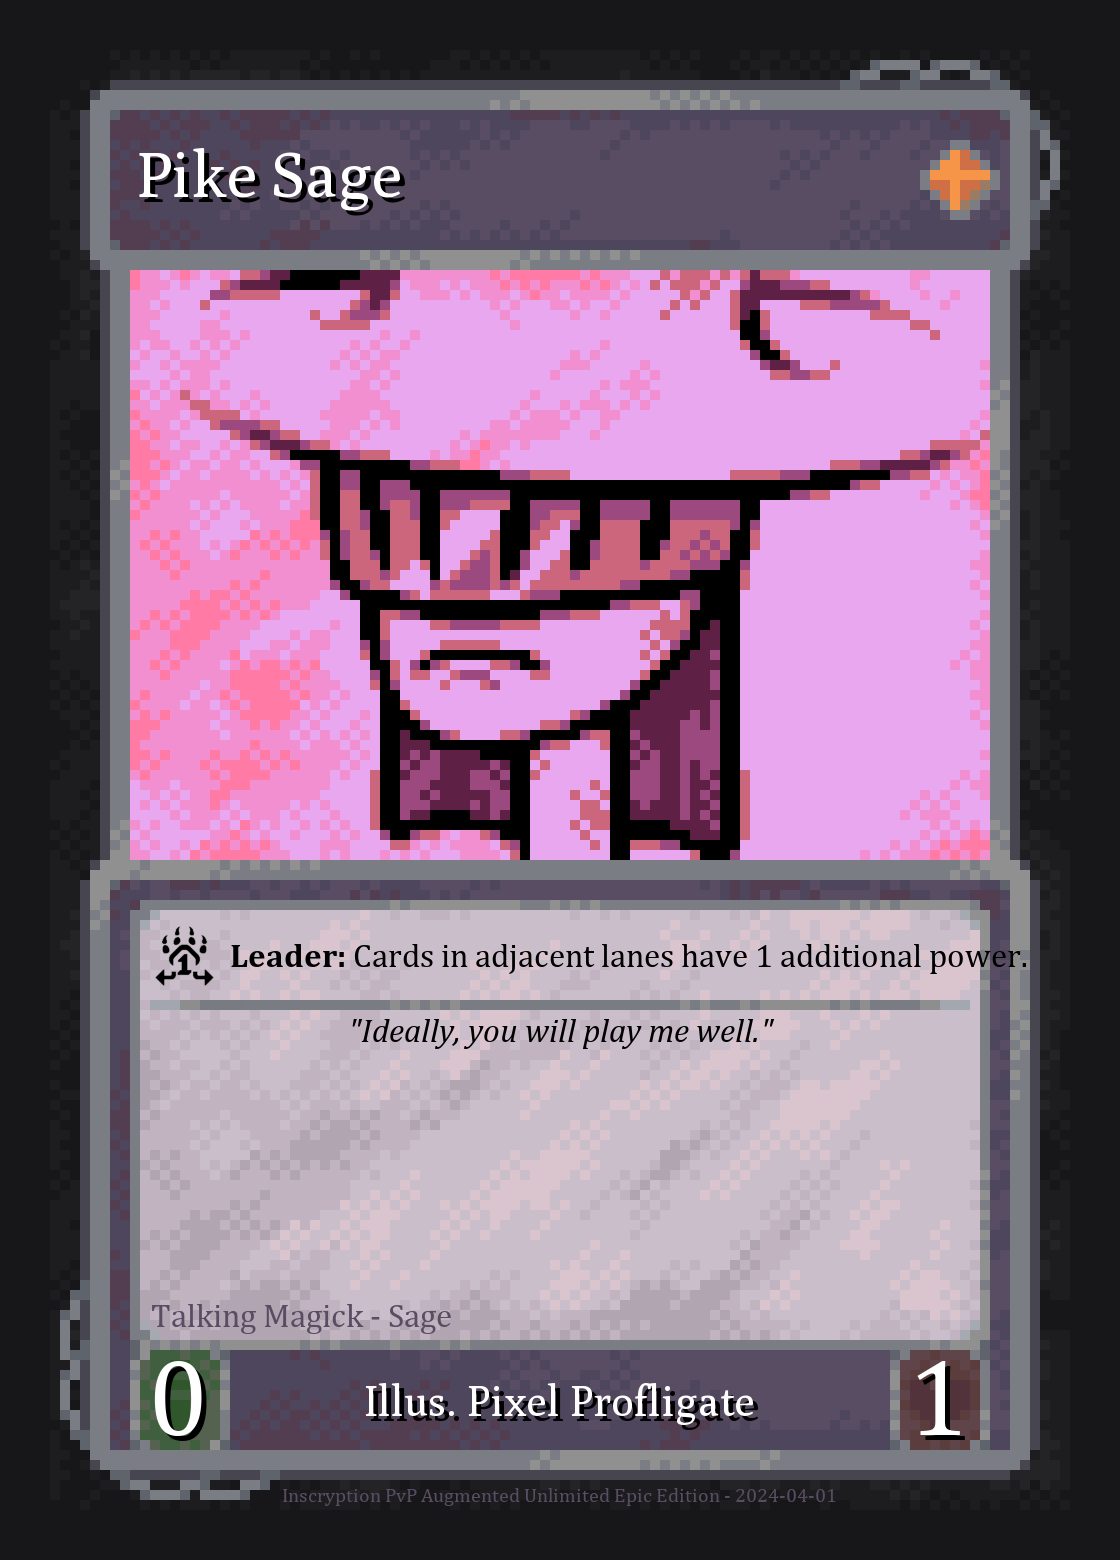 Pike Sage
Leader: Cards in adjacent lanes have 1 additional power.
"Ideally, you will play me well."
Talking Magick - Sage
0
Illus. Pixel Profligate
1
Inscryption PvP Augmented Unlimited Epic Edition - 2024-04-01